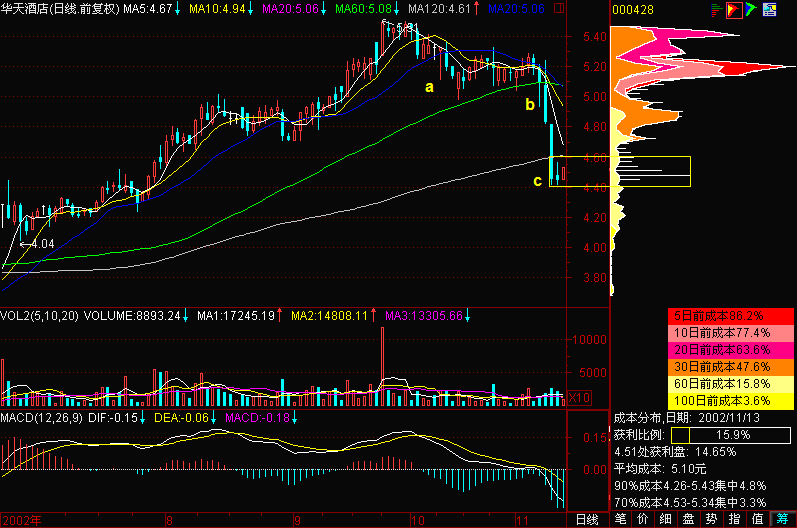 华天酒店(日线.前复权) MA5:4.67↓ MA10:4.94↓ MA20:5.06↓ MA60:5.08↓ MA120:4.61↑ MA20:5.06
000428
5.40
5.20
5.00
4.80
4.60
4.40
4.20
4.00
3.80
a
b
c
←4.04
VOL2(5,10,20) VOLUME:8893.24↓ MA1:17245.19↑ MA2:14808.11↑ MA3:13305.66↓
10000
5000
X10
MACD(12,26,9) DIF:-0.15↓ DEA:-0.06↓ MACD:-0.18↓
0.15
0.00
2002年 8 9 10 11 日线
5日前成本86.2%
10日前成本77.4%
20日前成本63.6%
30日前成本47.6%
60日前成本15.8%
100日前成本3.6%
成本分布,日期: 2002/11/13
获利比例: 15.9%
4.51处获利盘: 14.65%
平均成本: 5.10元
90%成本4.26-5.43集中4.8%
70%成本4.53-5.34集中3.3%
笔 价 细 盘 势 指 值 筹